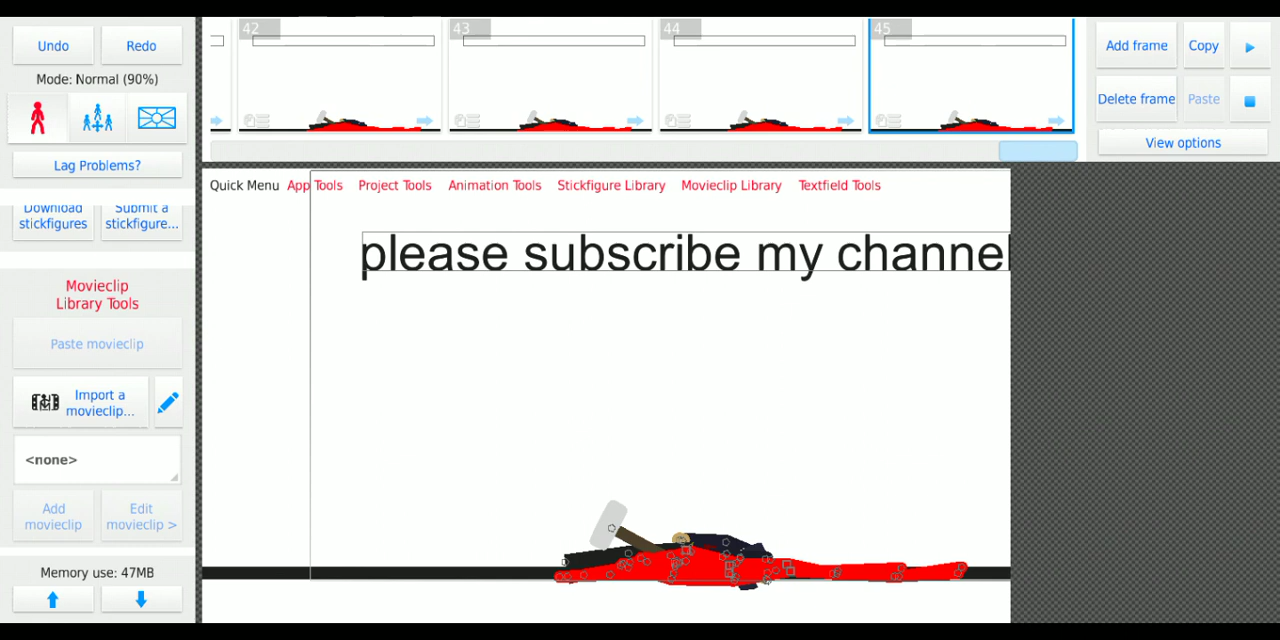 Undo
Redo
Mode: Normal (90%)
Lag Problems?
Download stickfigures
Submit a stickfigure...
Movieclip
Library Tools
Paste movieclip
Import a
movieclip...
<none>
Add
movieclip
Edit
movieclip >
Memory use: 47MB
42
43
44
45
Add frame
Copy
Delete frame
Paste
View options
Quick Menu
App Tools
Project Tools
Animation Tools
Stickfigure Library
Movieclip Library
Textfield Tools
please subscribe my channel